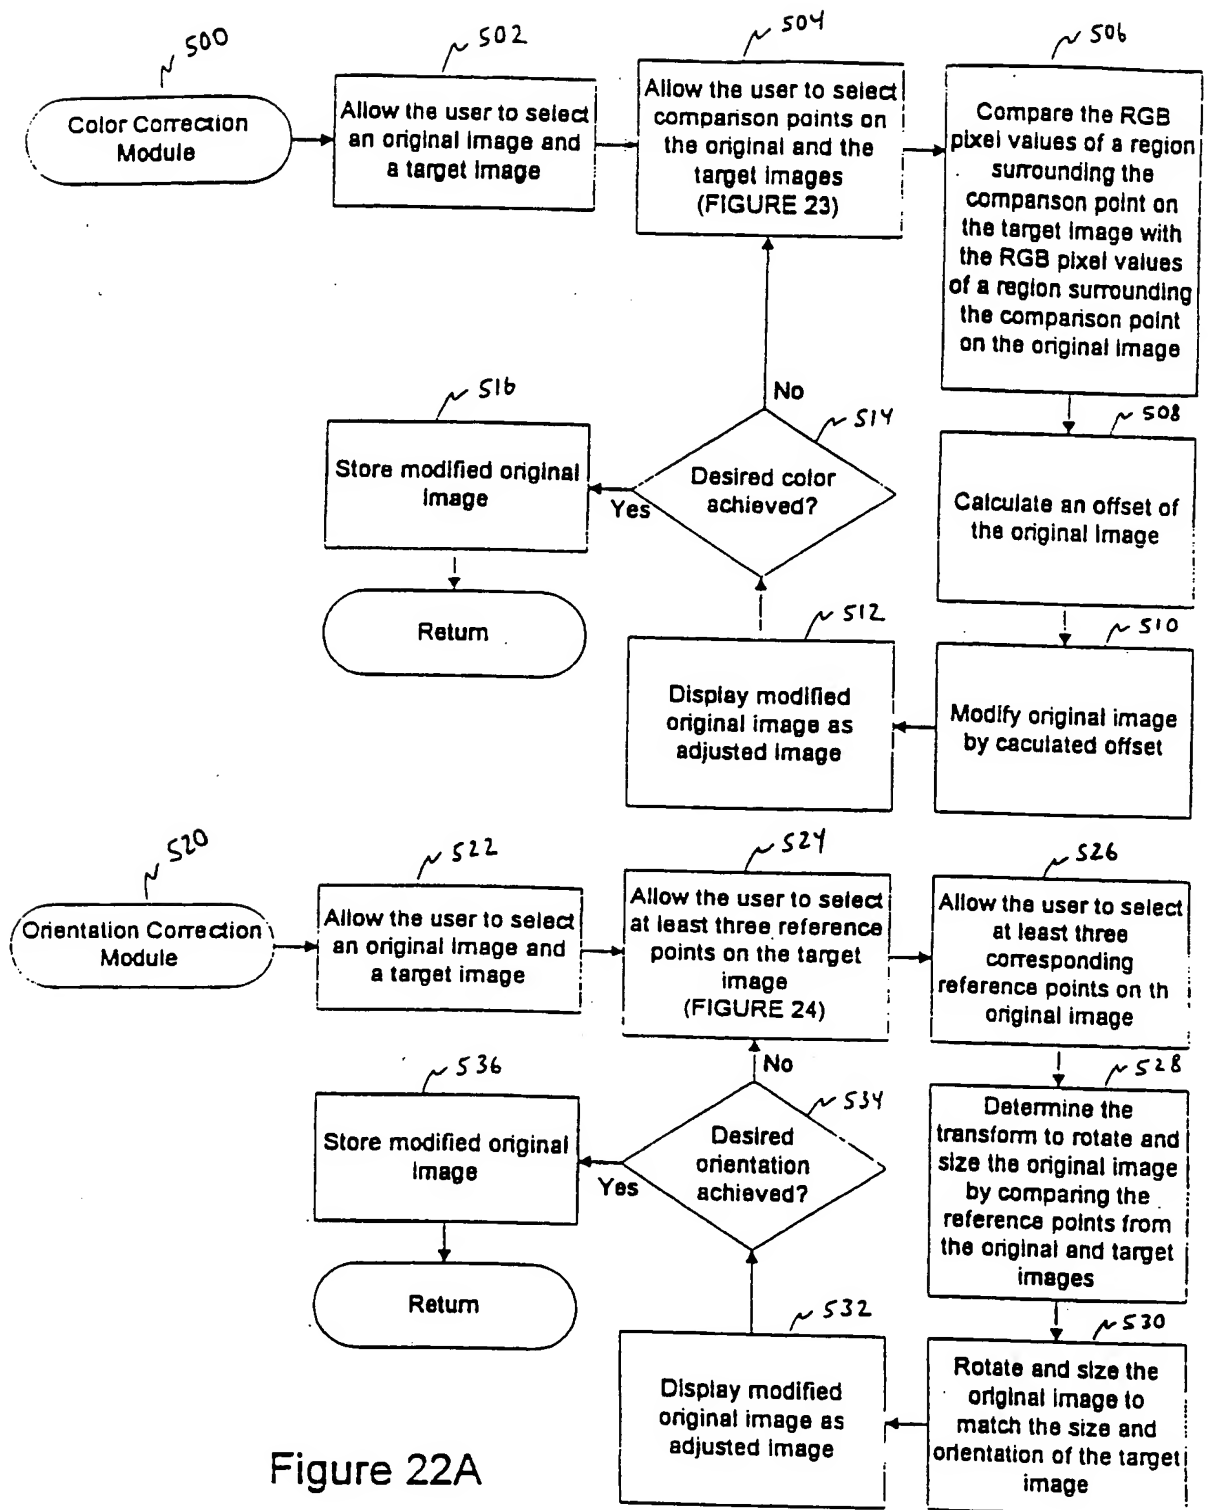 500
Color Correction
Module
502
Allow the user to select
an original image and
a target image
504
Allow the user to select
comparison points on
the original and the
target images
(FIGURE 23)
506
Compare the RGB
pixel values of a region
surrounding the
comparison point on
the target image with
the RGB pixel values
of a region surrounding
the comparison point
on the original image
508
Calculate an offset of
the original image
510
Modify original image
by caculated offset
512
Display modified
original image as
adjusted image
514
Desired color
achieved?
No
Yes
516
Store modified original
image
Return
520
Orientation Correction
Module
522
Allow the user to select
an original image and
a target image
524
Allow the user to select
at least three reference
points on the target
image
(FIGURE 24)
526
Allow the user to select
at least three
corresponding
reference points on th
original image
528
Determine the
transform to rotate and
size the original image
by comparing the
reference points from
the original and target
images
530
Rotate and size the
original image to
match the size and
orientation of the target
image
532
Display modified
original image as
adjusted image
534
Desired
orientation
achieved?
No
Yes
536
Store modified original
image
Return
Figure 22A